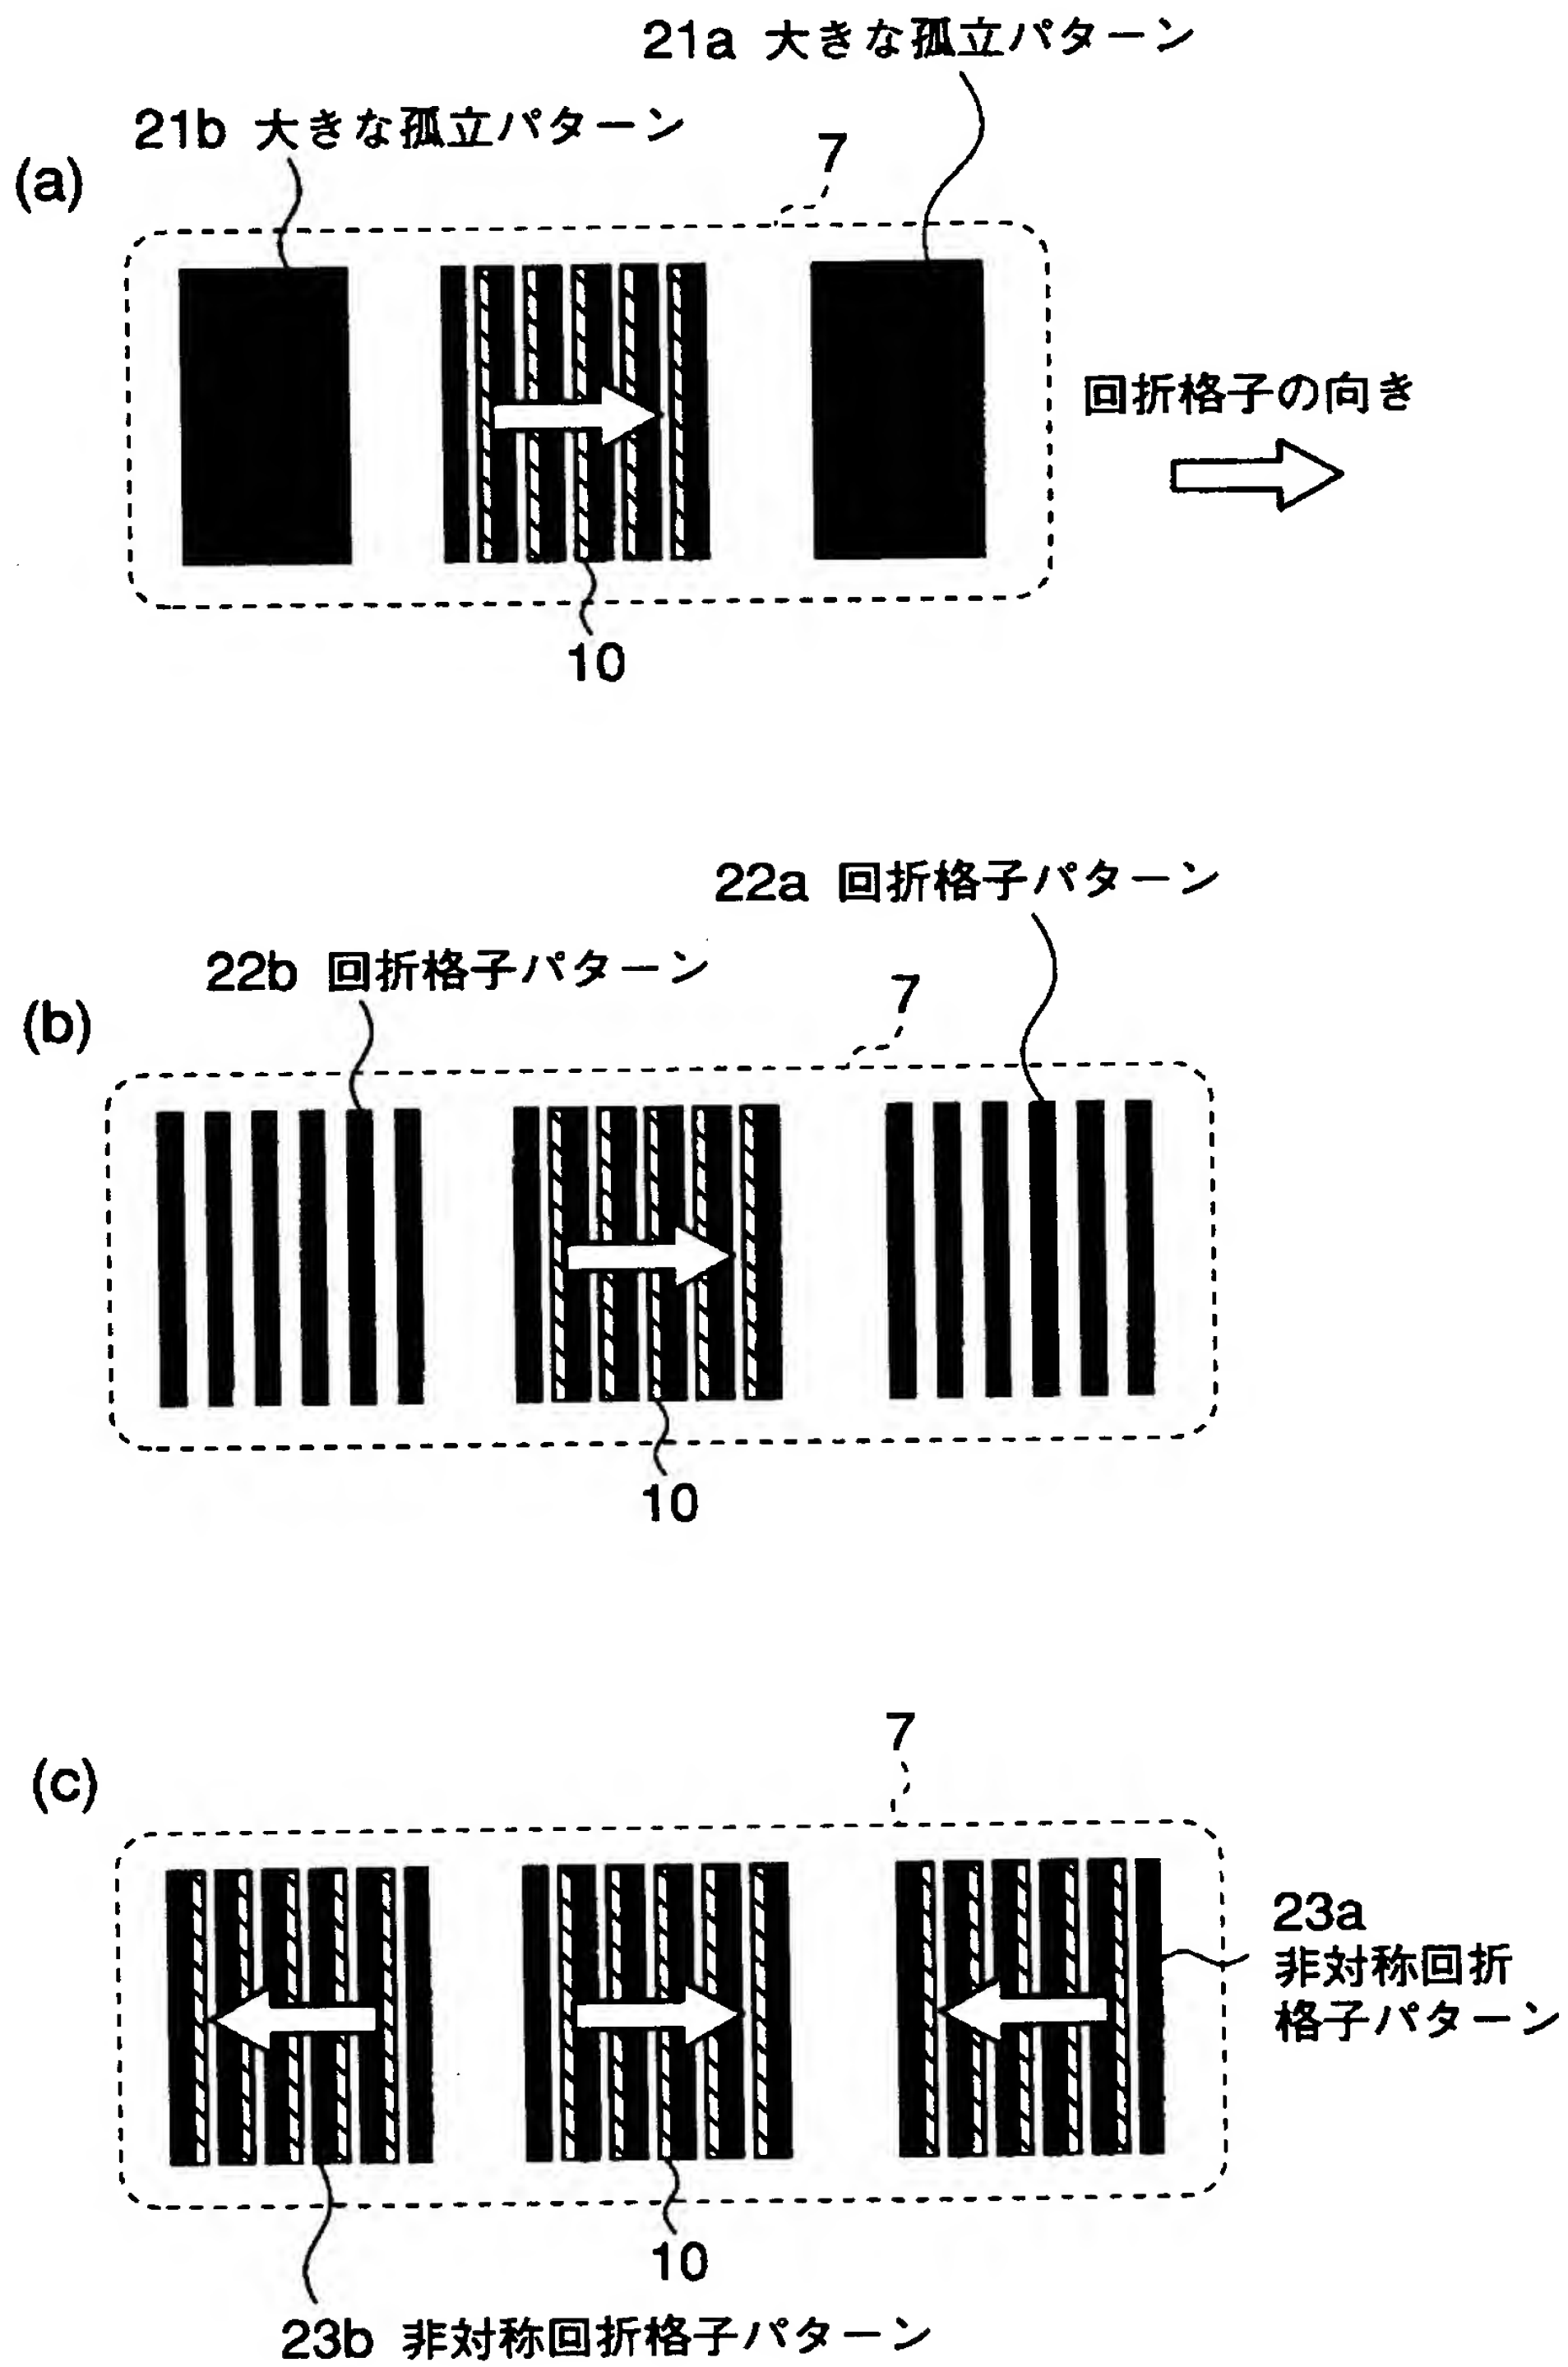 21a 大きな孤立パターン
21b 大きな孤立パターン
7
(a)
回折格子の向き
10
22a 回折格子パターン
22b 回折格子パターン
7
(b)
10
7
(c)
23a
非対称回折
格子パターン
10
23b 非対称回折格子パターン